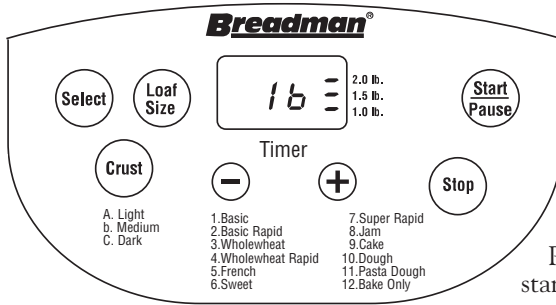 Breadman®
2.0 lb.
1.5 lb.
1.0 lb.
1b
Select
Loaf
Size
Start
Pause
Timer
Crust
−
+
Stop
A. Light
b. Medium
C. Dark
1.Basic
2.Basic Rapid
3.Wholewheat
4.Wholewheat Rapid
5.French
6.Sweet
7.Super Rapid
8.Jam
9.Cake
10.Dough
11.Pasta Dough
12.Bake Only